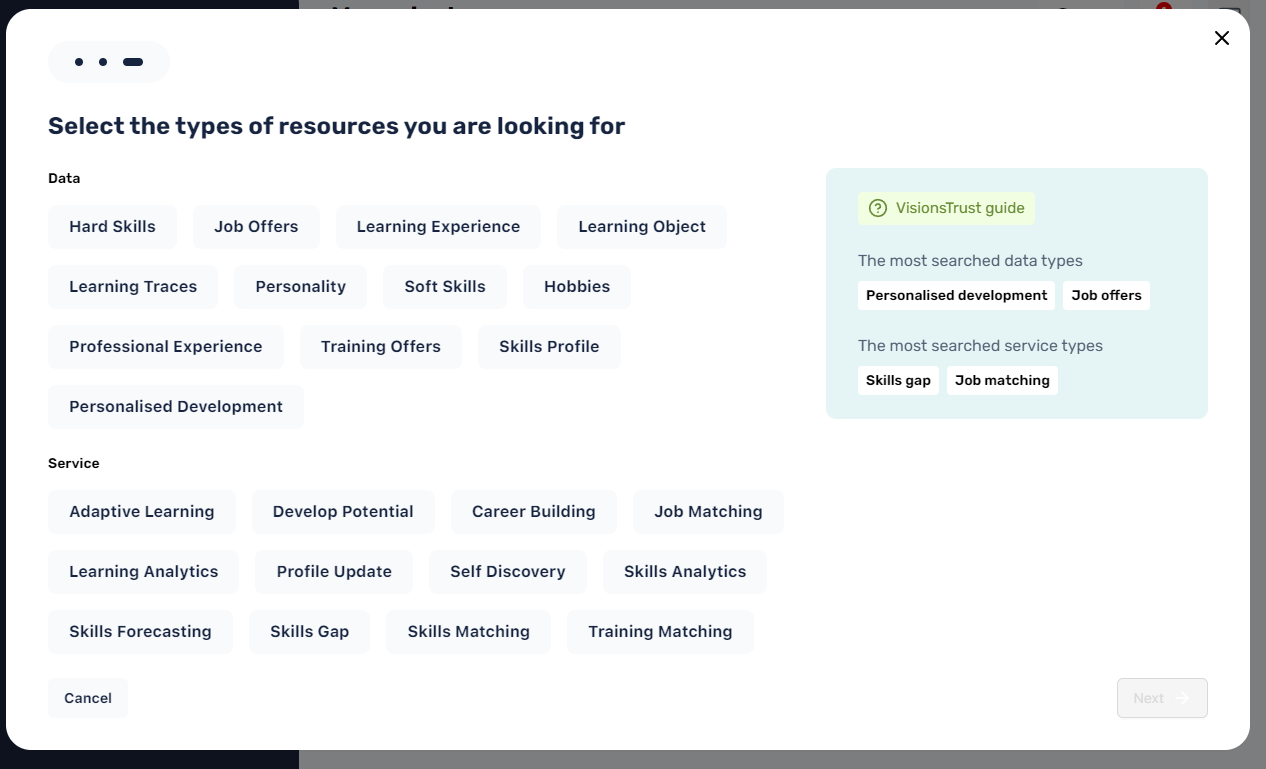 Select the types of resources you are looking for
Data
Hard Skills
Job Offers
Learning Experience
Learning Object
Learning Traces
Personality
Soft Skills
Hobbies
Professional Experience
Training Offers
Skills Profile
Personalised Development
VisionsTrust guide
The most searched data types
Personalised development
Job offers
The most searched service types
Skills gap
Job matching
Service
Adaptive Learning
Develop Potential
Career Building
Job Matching
Learning Analytics
Profile Update
Self Discovery
Skills Analytics
Skills Forecasting
Skills Gap
Skills Matching
Training Matching
Cancel
Next